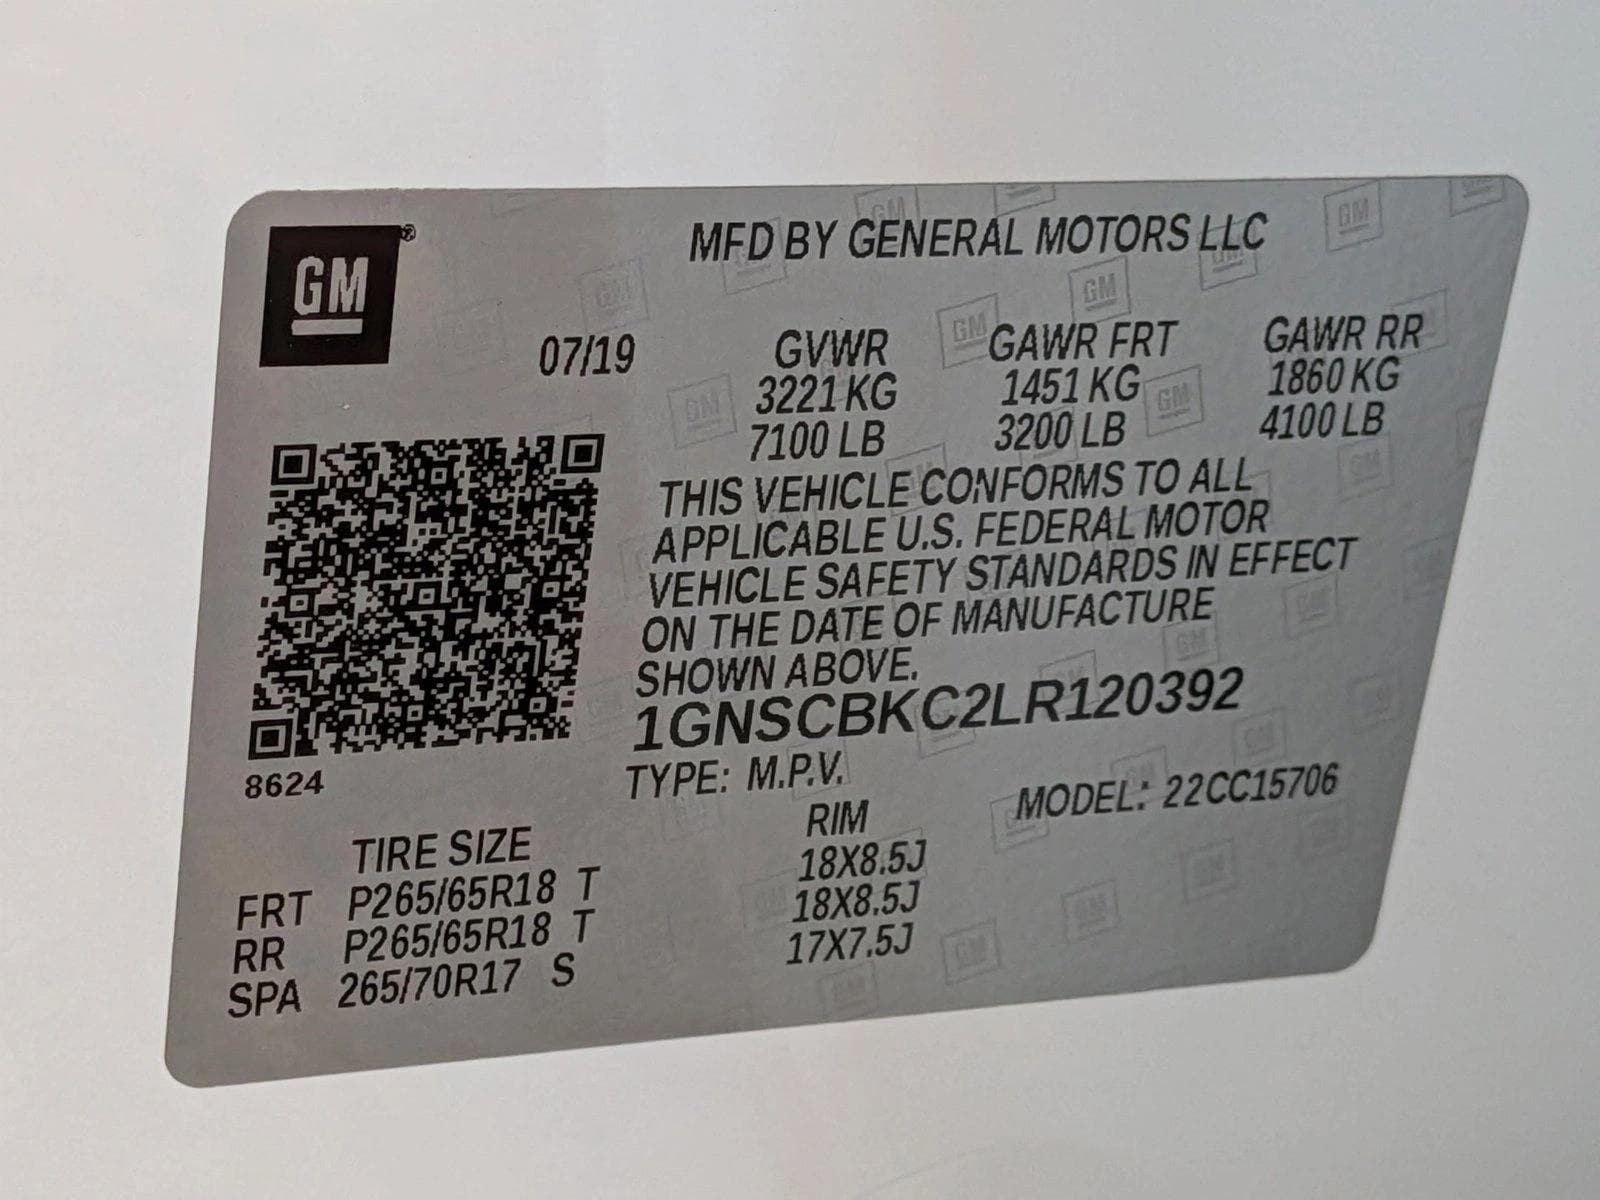 GM ®
MFD BY GENERAL MOTORS LLC
07/19 GVWR GAWR FRT GAWR RR
3221 KG 1451 KG 1860 KG
7100 LB 3200 LB 4100 LB
THIS VEHICLE CONFORMS TO ALL
APPLICABLE U.S. FEDERAL MOTOR
VEHICLE SAFETY STANDARDS IN EFFECT
ON THE DATE OF MANUFACTURE
SHOWN ABOVE.
1GNSCBKC2LR120392
8624
TYPE: M.P.V. MODEL: 22CC15706
TIRE SIZE RIM
FRT P265/65R18 T 18X8.5J
RR P265/65R18 T 18X8.5J
SPA 265/70R17 S 17X7.5J